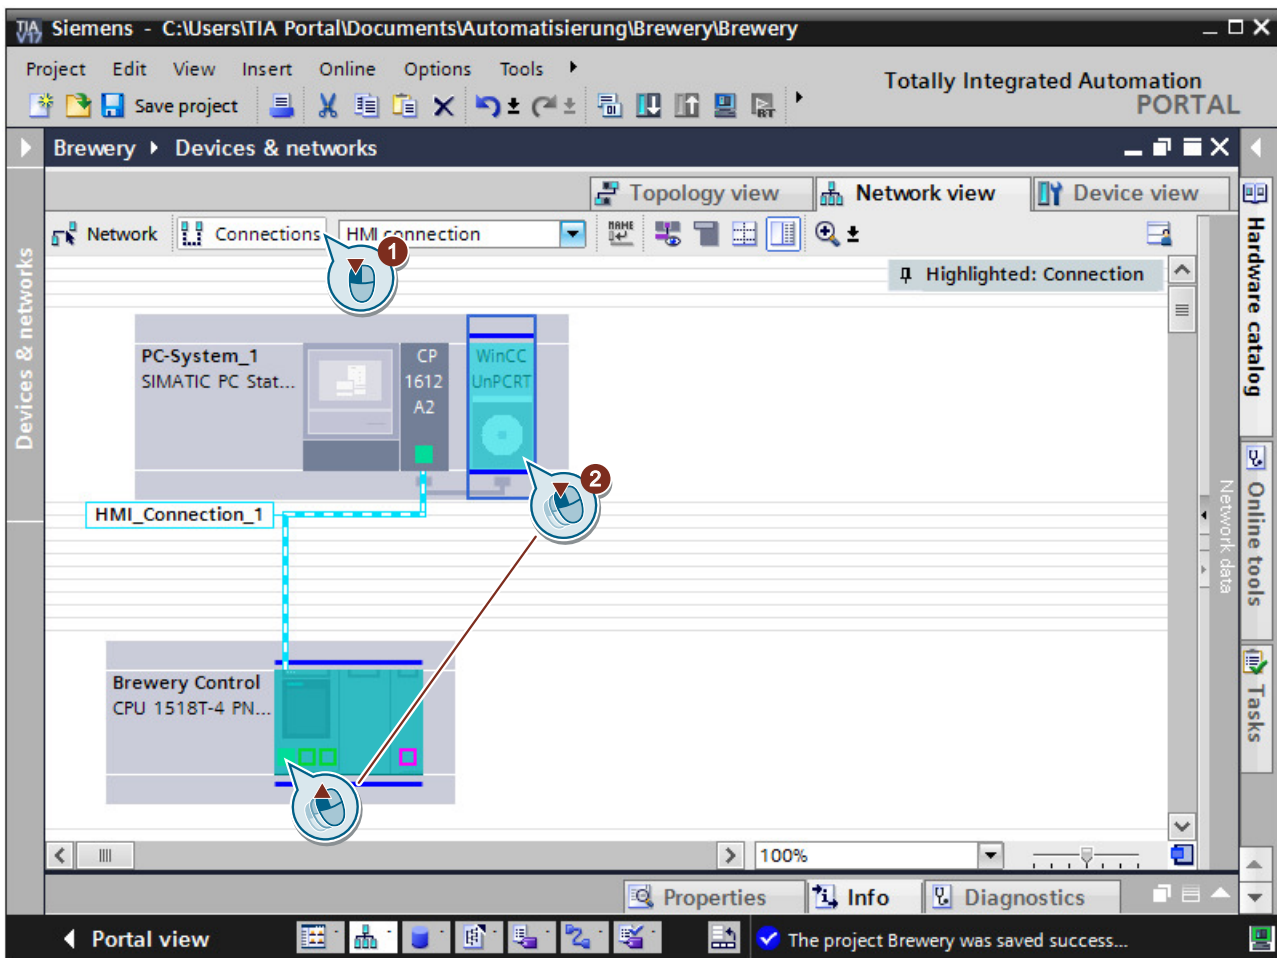 TIA
V17
Siemens - C:\Users\TIA Portal\Documents\Automatisierung\Brewery\Brewery
Project Edit View Insert Online Options Tools
Totally Integrated Automation
PORTAL
Save project
Brewery Devices & networks
Topology view Network view Device view
Network Connections HMI connection
1
Highlighted: Connection
PC-System_1
SIMATIC PC Stat...
CP
1612
A2
WinCC
UnPCRT
2
HMI_Connection_1
Brewery Control
CPU 1518T-4 PN...
100%
Properties Info Diagnostics
Portal view
The project Brewery was saved success...
Devices & networks
Network data
Hardware catalog
Online tools
Tasks